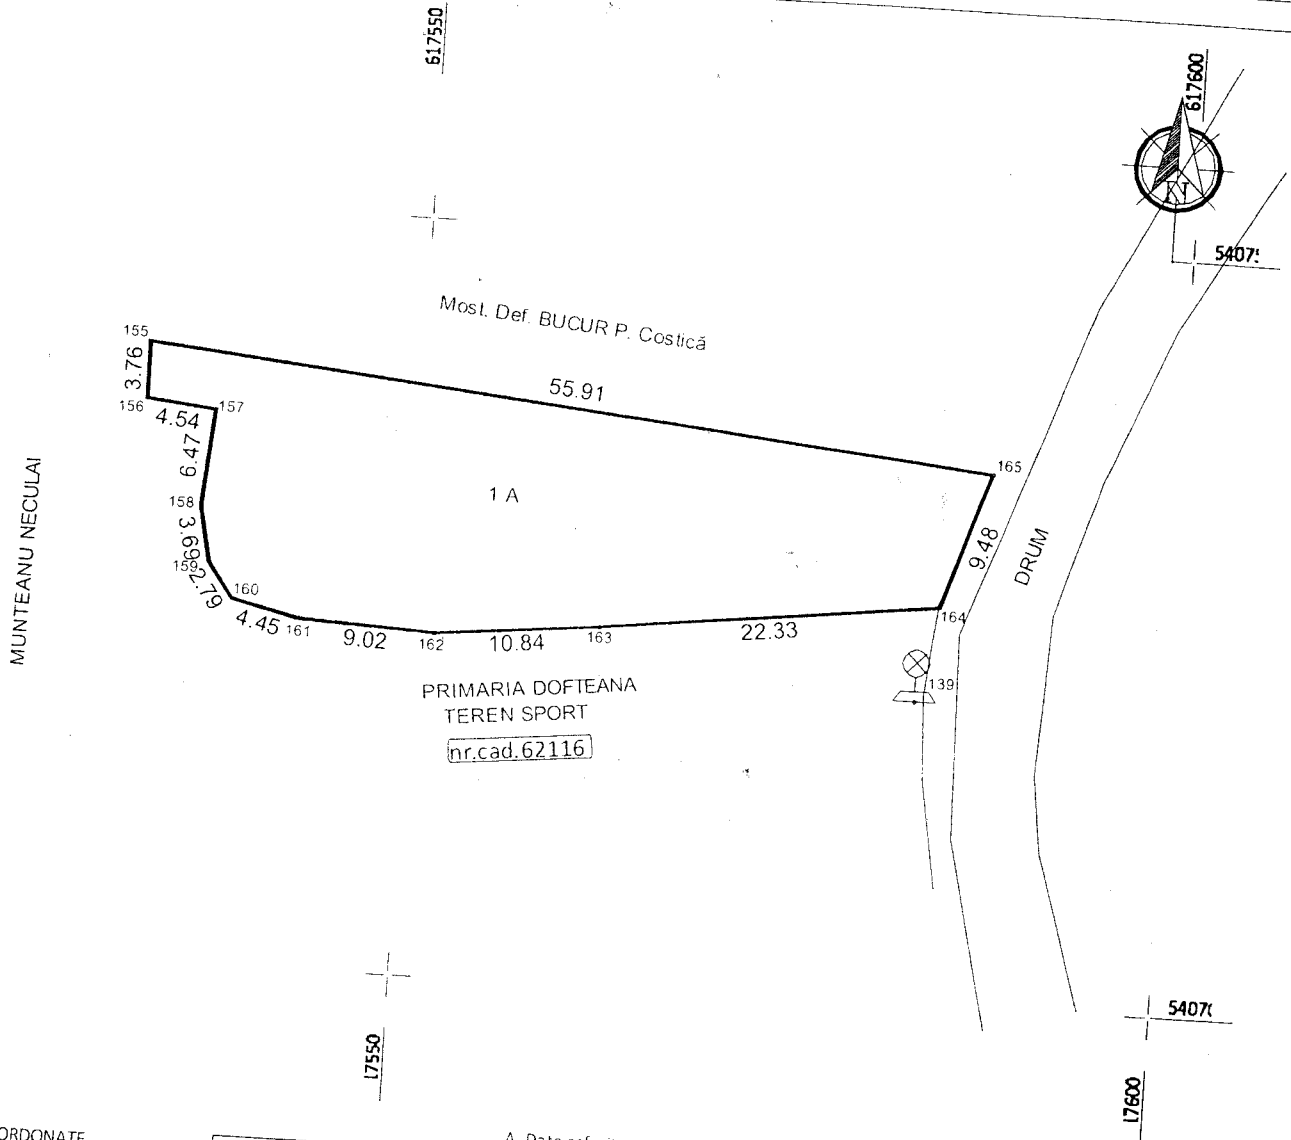 617550
617600
N
5407
Most. Def. BUCUR P. Costică
155
3.76
55.91
156
4.54
157
6.47
165
MUNTEANU NECULAI
1 A
158
3.69
9.48
DRUM
159
2.79
160
4.45
161
9.02
162
10.84
163
22.33
164
PRIMARIA DOFTEANA
139
TEREN SPORT
nr.cad.62116
5407
17550
17600
ORDONATE
A. Date